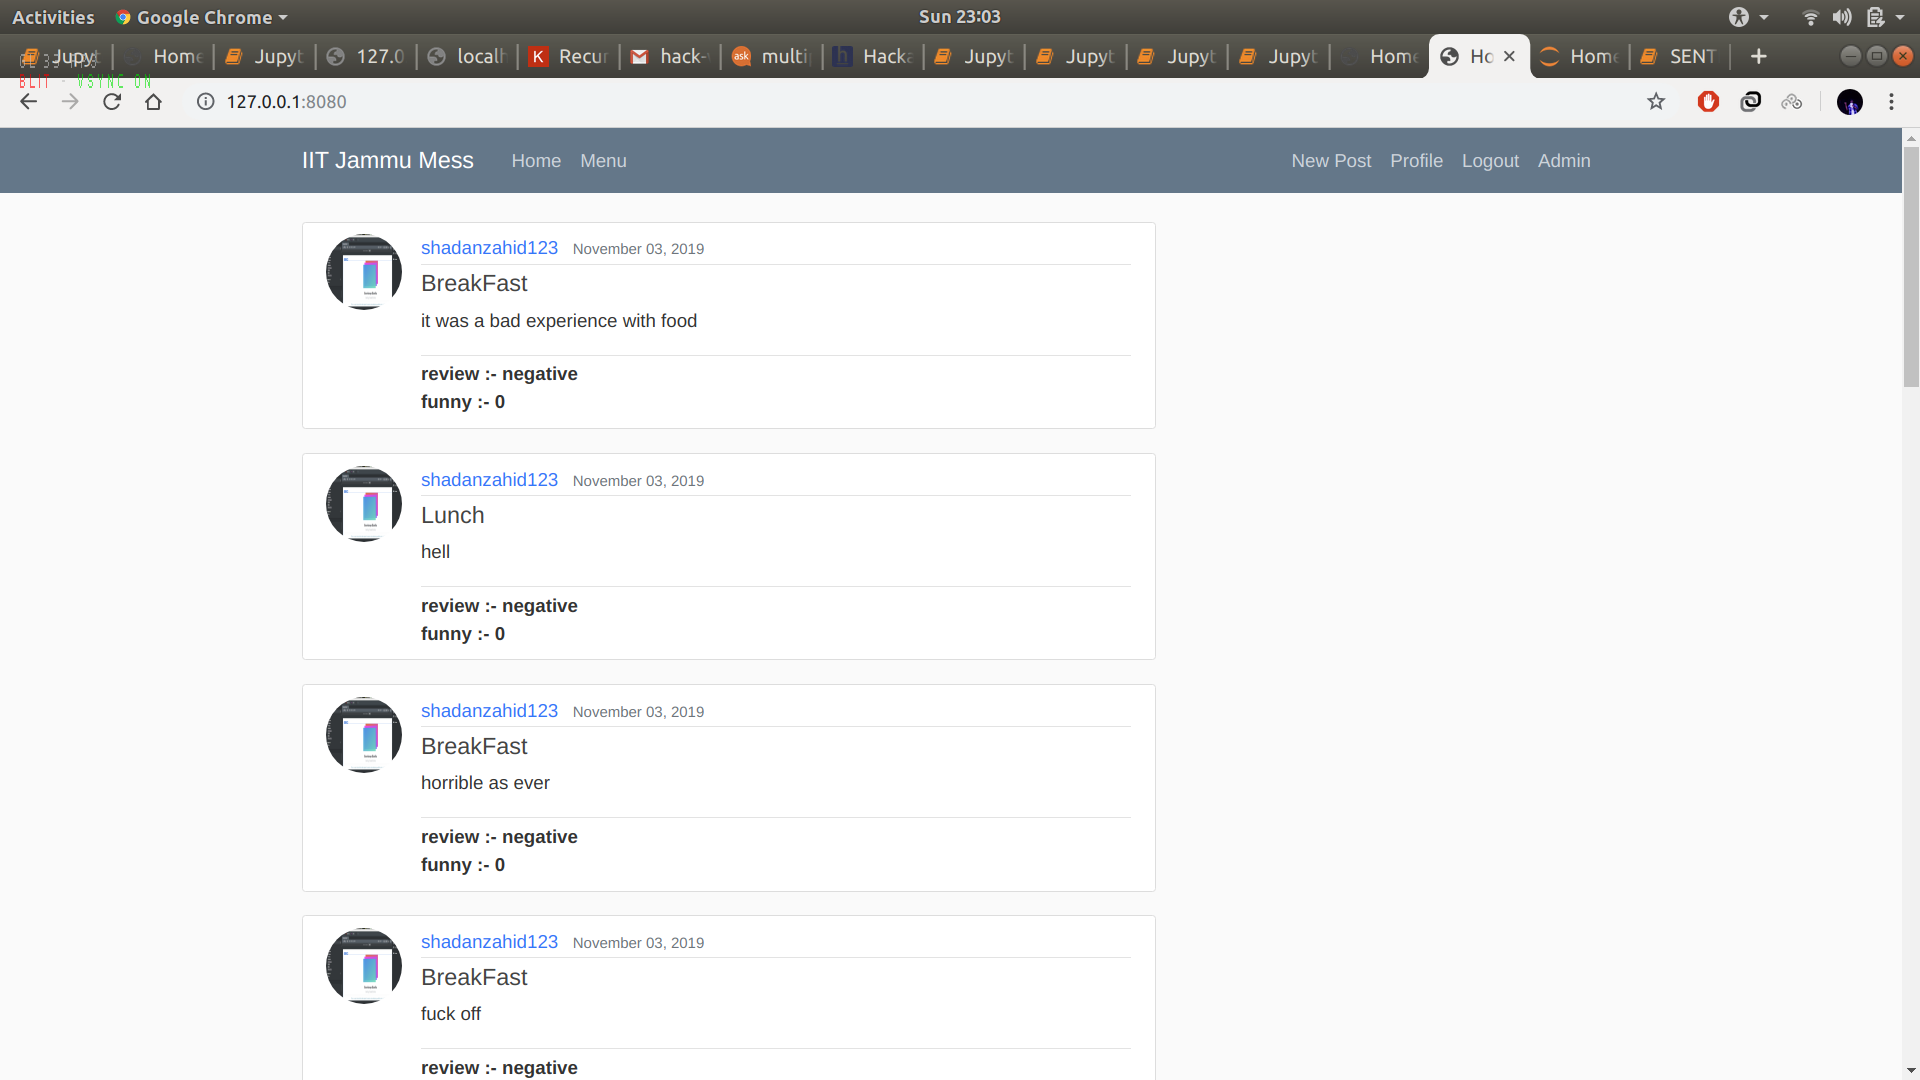 Activities Google Chrome Sun 23:03
Jupyt Home Jupyt 127.0 localh Recur hack- multi Hacka Jupyt Jupyt Jupyt Jupyt Home Ho Home SENT
BLIT - VSYNC ON
127.0.0.1:8080
IIT Jammu Mess Home Menu New Post Profile Logout Admin
shadanzahid123 November 03, 2019
BreakFast
it was a bad experience with food
review :- negative
funny :- 0
shadanzahid123 November 03, 2019
Lunch
hell
review :- negative
funny :- 0
shadanzahid123 November 03, 2019
BreakFast
horrible as ever
review :- negative
funny :- 0
shadanzahid123 November 03, 2019
BreakFast
fuck off
review :- negative